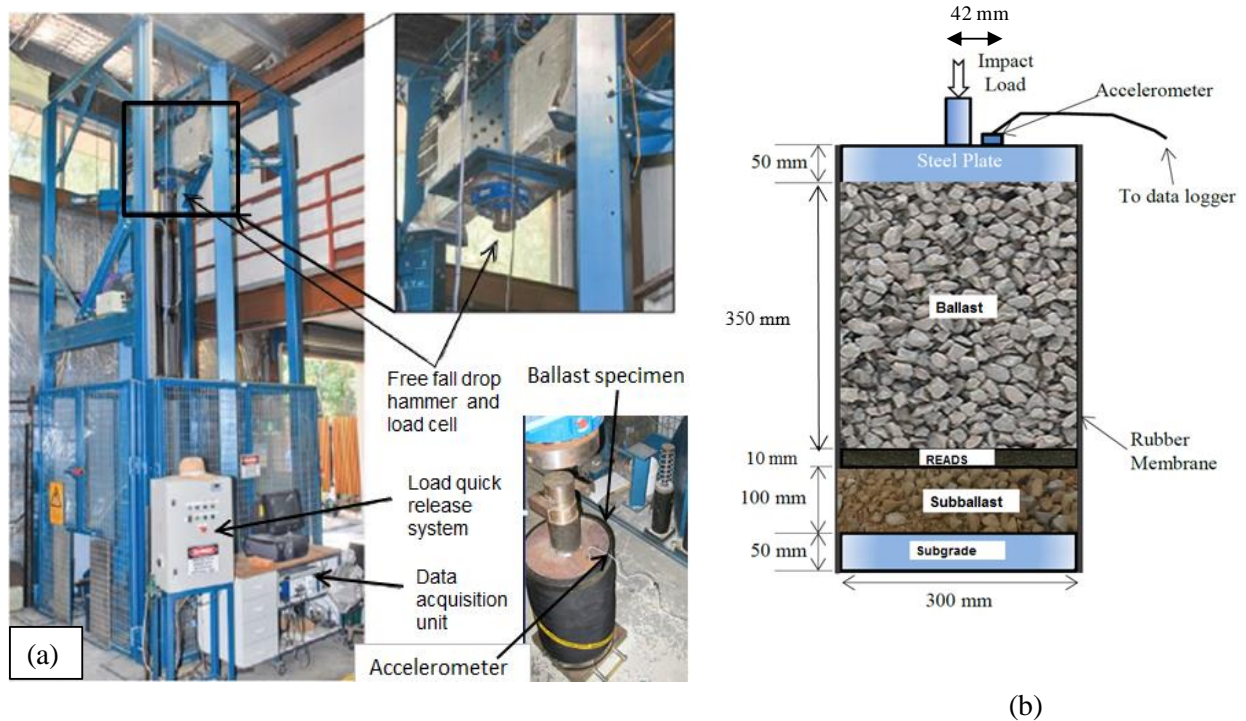 Free fall drop
hammer and
load cell
Ballast specimen
Load quick
release
system
Data
acquisition
unit
Accelerometer
(a)
42 mm
Impact
Load
Accelerometer
50 mm
Steel Plate
To data logger
350 mm
Ballast
Rubber
Membrane
10 mm
READS
100 mm
Subballast
50 mm
Subgrade
300 mm
(b)